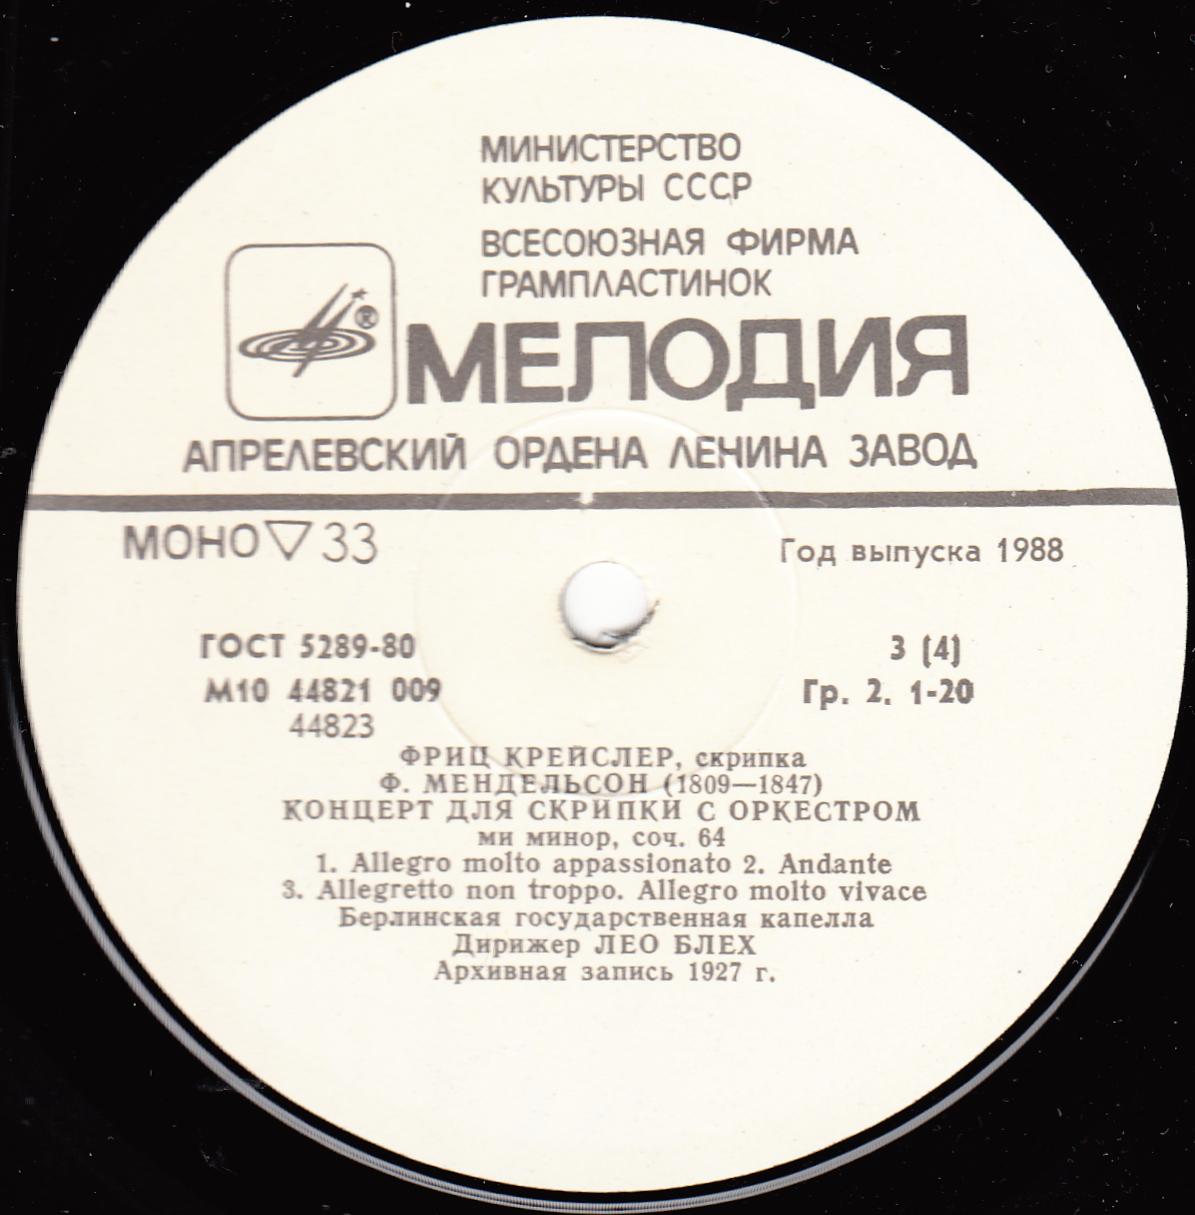 МИНИСТЕРСТВО
КУЛЬТУРЫ СССР
ВСЕСОЮЗНАЯ ФИРМА
ГРАМПЛАСТИНОК
®
МЕЛОДИЯ
АПРЕЛЕВСКИЙ ОРДЕНА ЛЕНИНА ЗАВОД
МОНО ▽ 33
Год выпуска 1988
ГОСТ 5289-80
3 (4)
М10 44821 009
Гр. 2. 1-20
44823
ФРИЦ КРЕЙСЛЕР, скрипка
Ф. МЕНДЕЛЬСОН (1809—1847)
КОНЦЕРТ ДЛЯ СКРИПКИ С ОРКЕСТРОМ
ми минор, соч. 64
1. Allegro molto appassionato 2. Andante
3. Allegretto non troppo. Allegro molto vivace
Берлинская государственная капелла
Дирижер ЛЕО БЛЕХ
Архивная запись 1927 г.